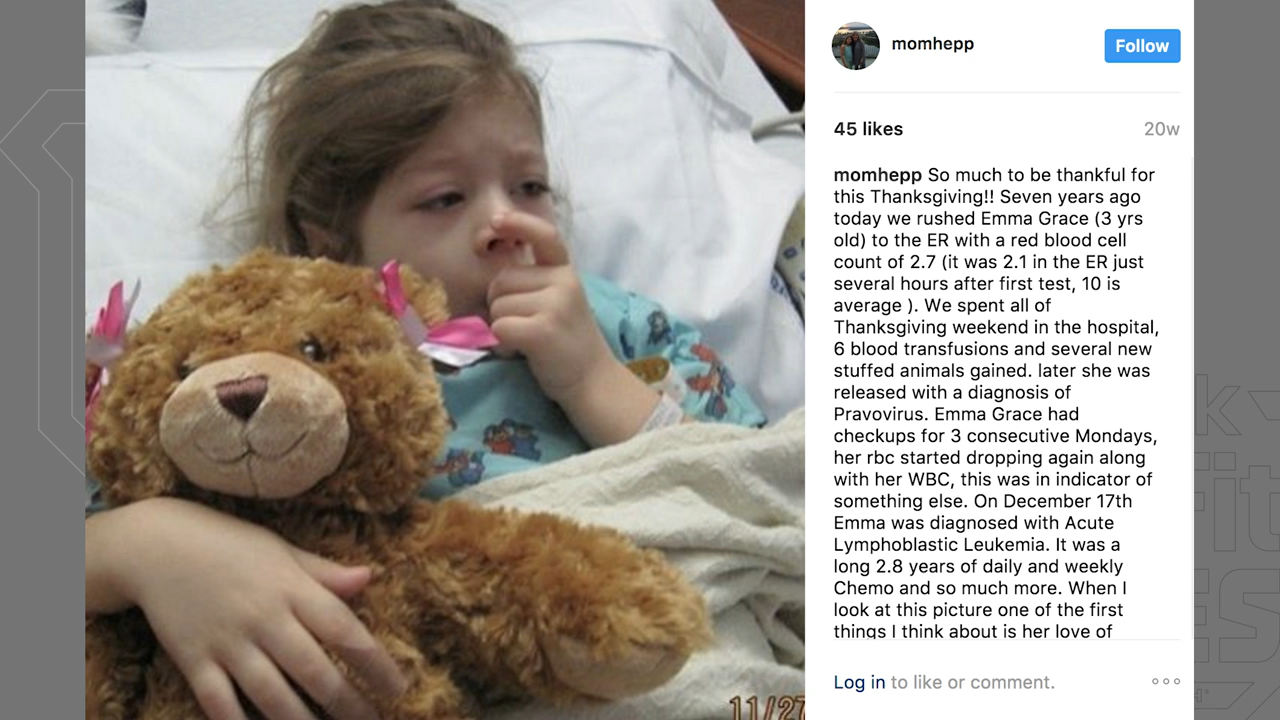 momhepp
Follow
45 likes
20w
momhepp So much to be thankful for
this Thanksgiving!! Seven years ago
today we rushed Emma Grace (3 yrs
old) to the ER with a red blood cell
count of 2.7 (it was 2.1 in the ER just
several hours after first test, 10 is
average ). We spent all of
Thanksgiving weekend in the hospital,
6 blood transfusions and several new
stuffed animals gained. later she was
released with a diagnosis of
Pravovirus. Emma Grace had
checkups for 3 consecutive Mondays,
her rbc started dropping again along
with her WBC, this was in indicator of
something else. On December 17th
Emma was diagnosed with Acute
Lymphoblastic Leukemia. It was a
long 2.8 years of daily and weekly
Chemo and so much more. When I
look at this picture one of the first
things I think about is her love of
Log in to like or comment.
11/27